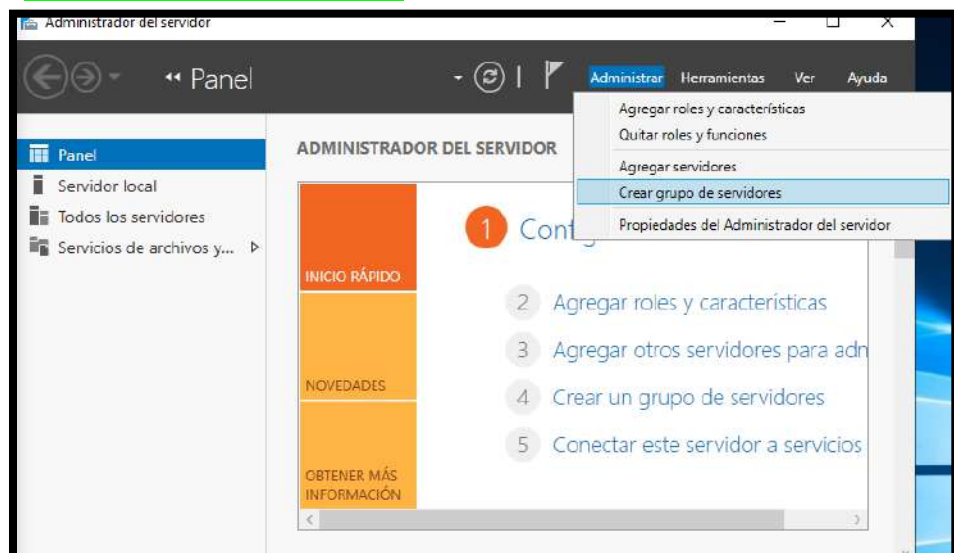 Administrador del servidor
Panel
Administrar Herramientas Ver Ayuda
Agregar roles y características
Quitar roles y funciones
Agregar servidores
Crear grupo de servidores
Propiedades del Administrador del servidor
Panel
Servidor local
Todos los servidores
Servicios de archivos y...
ADMINISTRADOR DEL SERVIDOR
INICIO RÁPIDO
NOVEDADES
OBTENER MÁS
INFORMACIÓN
1
2 Agregar roles y características
3 Agregar otros servidores para adn
4 Crear un grupo de servidores
5 Conectar este servidor a servicios